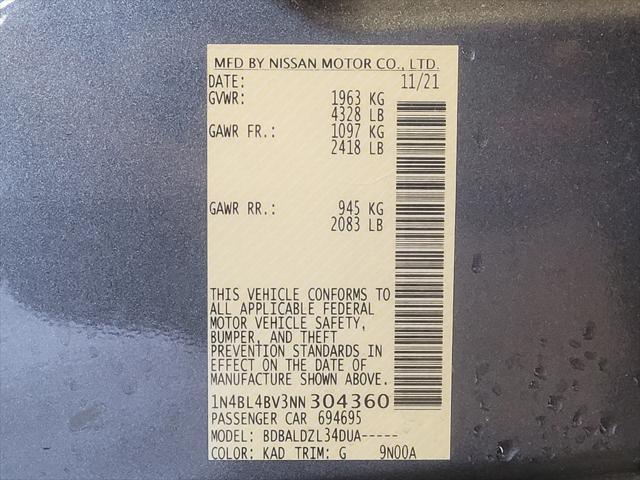 MFD BY NISSAN MOTOR CO., LTD.
DATE: 11/21
GVWR: 1963 KG
4328 LB
GAWR FR.: 1097 KG
2418 LB
GAWR RR.: 945 KG
2083 LB
THIS VEHICLE CONFORMS TO
ALL APPLICABLE FEDERAL
MOTOR VEHICLE SAFETY,
BUMPER, AND THEFT
PREVENTION STANDARDS IN
EFFECT ON THE DATE OF
MANUFACTURE SHOWN ABOVE.
1N4BL4BV3NN304360
PASSENGER CAR 694695
MODEL: BDBALDZL34DUA-----
COLOR: KAD TRIM: G 9N00A